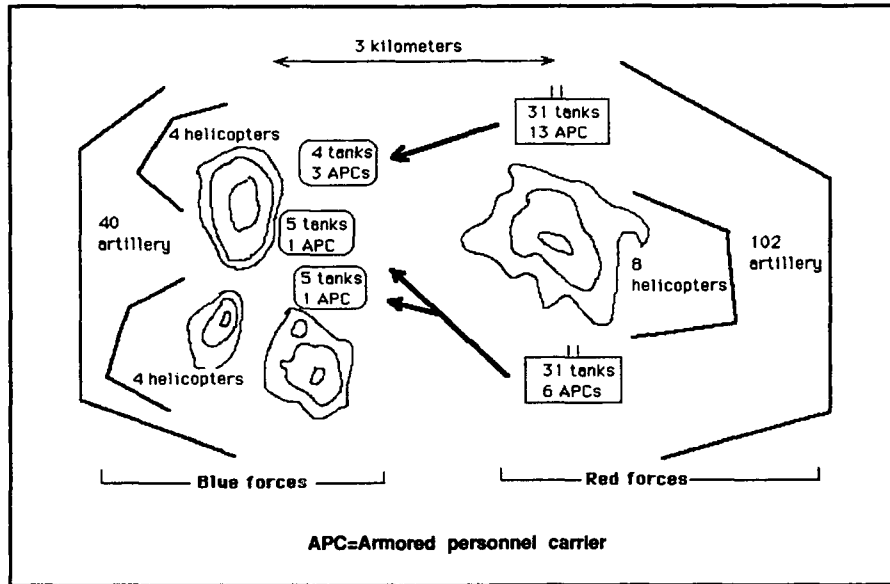 3 kilometers
31 tanks
13 APC
4 helicopters
4 tanks
3 APCs
40
artillery
5 tanks
1 APC
102
artillery
8
helicopters
5 tanks
1 APC
31 tanks
6 APCs
4 helicopters
Blue forces
Red forces
APC=Armored personnel carrier